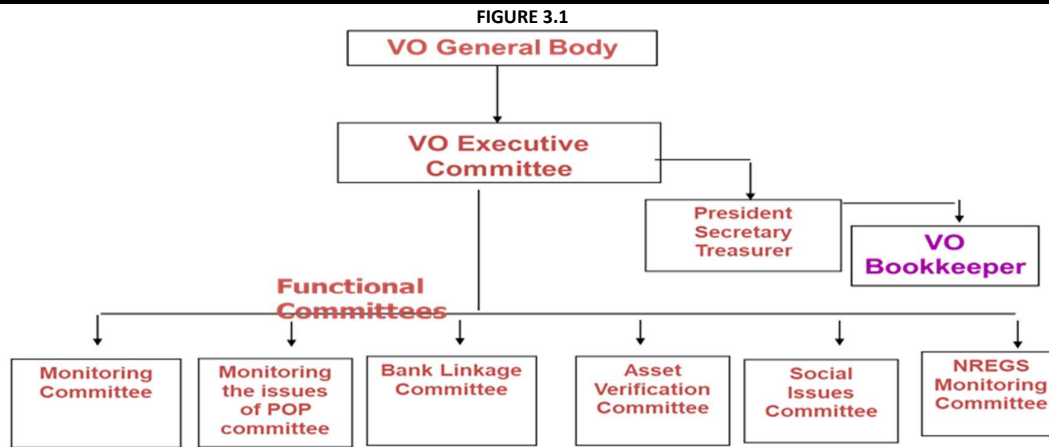 FIGURE 3.1
VO General Body
VO Executive
Committee
President
Secretary
Treasurer
VO
Bookkeeper
Functional
Committees
Monitoring
Committee
Monitoring
the issues
of POP
committee
Bank Linkage
Committee
Asset
Verification
Committee
Social
Issues
Committee
NREGS
Monitoring
Committee